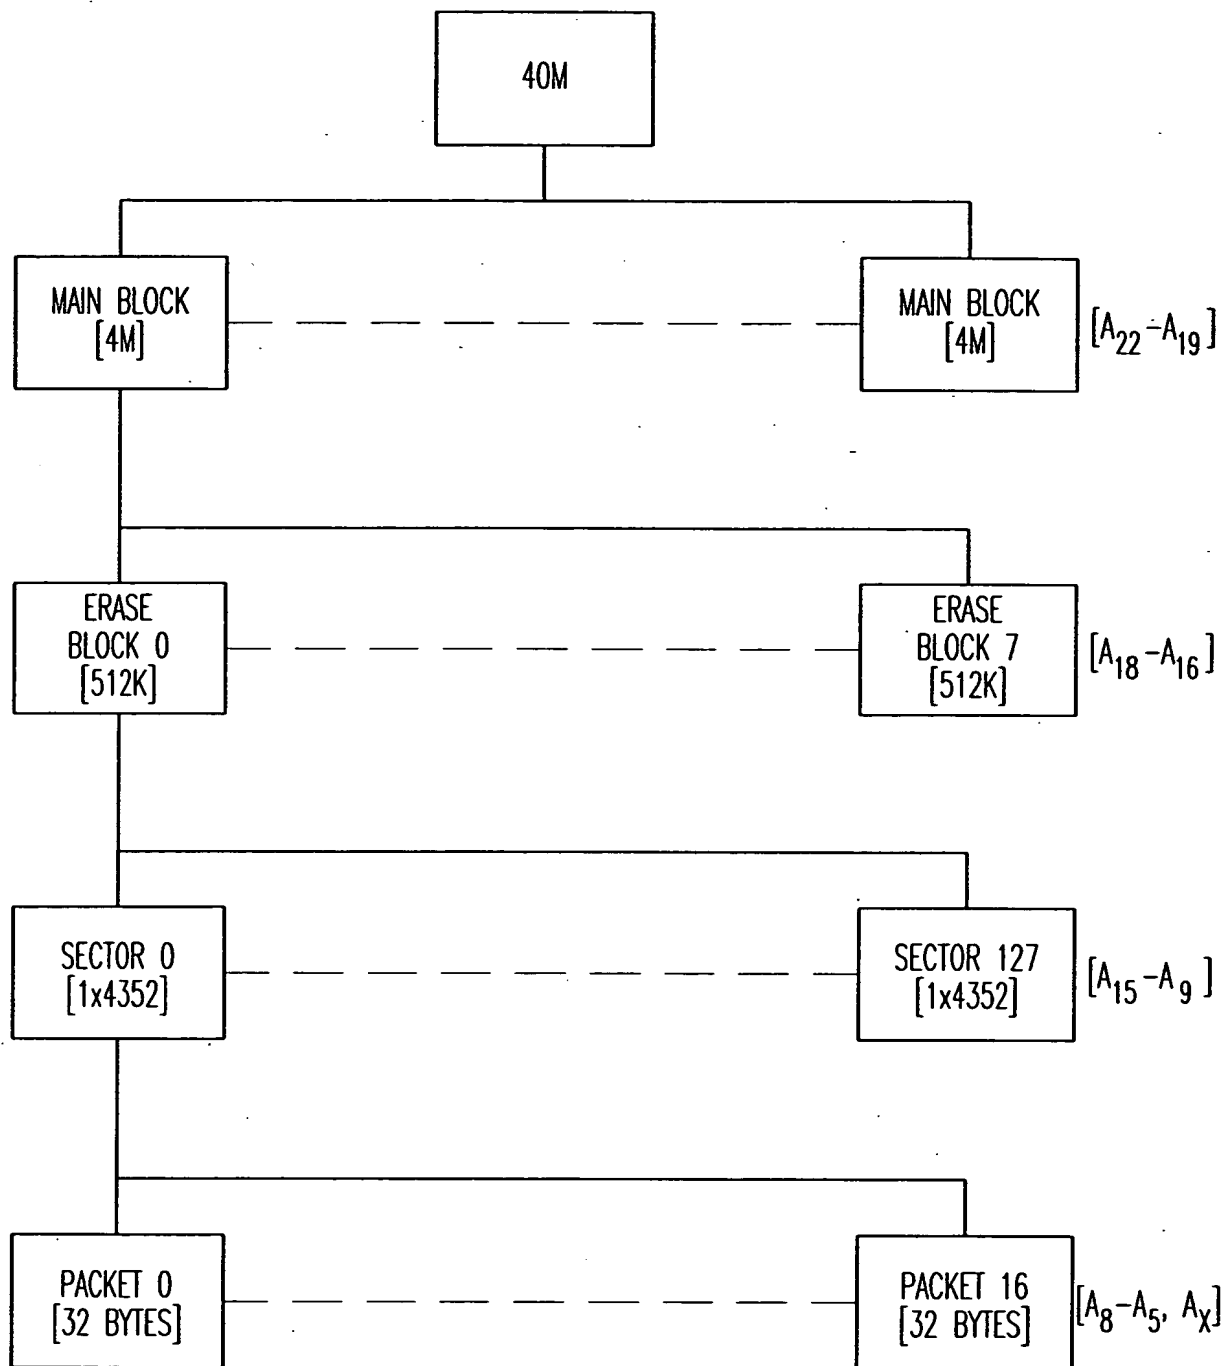 40M
MAIN BLOCK
[4M]
MAIN BLOCK
[4M]
[A22-A19]
ERASE
BLOCK 0
[512K]
ERASE
BLOCK 7
[512K]
[A18-A16]
SECTOR 0
[1x4352]
SECTOR 127
[1x4352]
[A15-A9]
PACKET 0
[32 BYTES]
PACKET 16
[32 BYTES]
[A8-A5, AX]